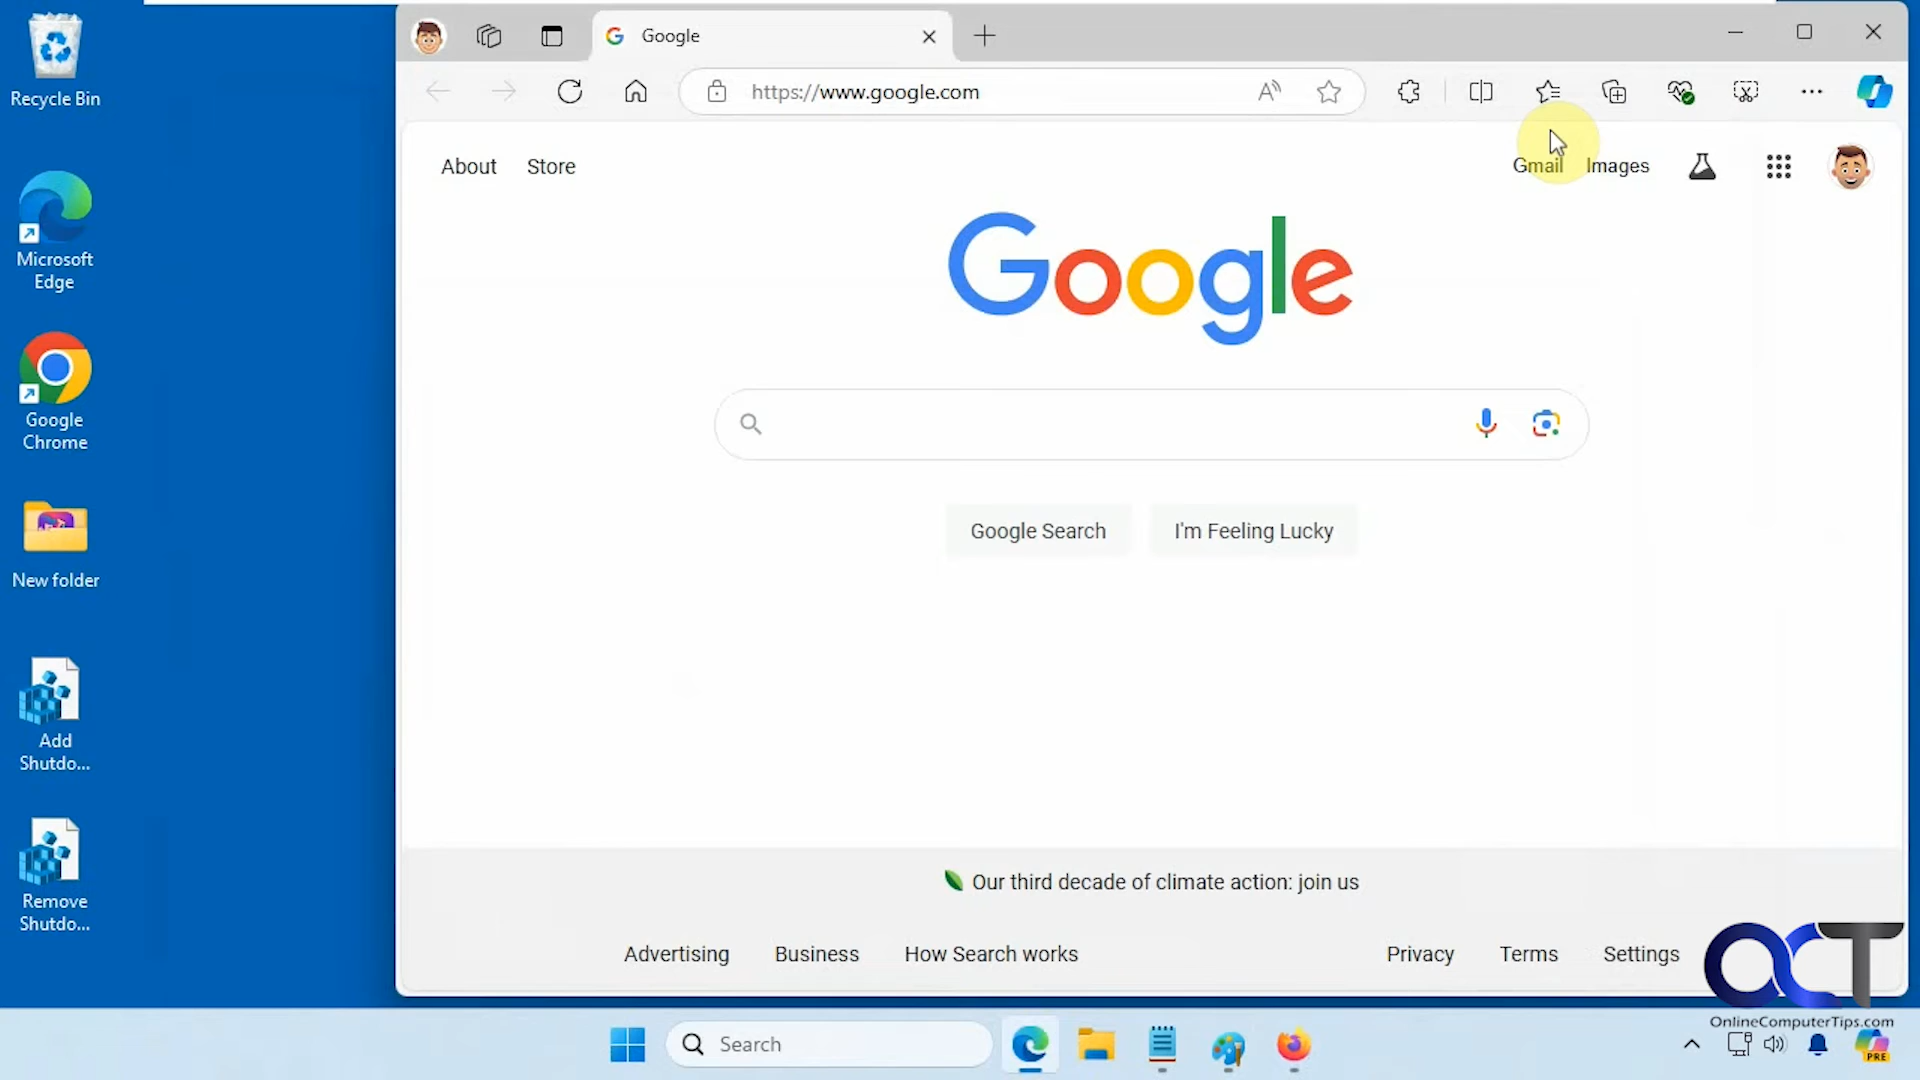 Recycle Bin
Microsoft
Edge
Google
Chrome
New folder
Add
Shutdo...
Remove
Shutdo...
Google
https://www.google.com
About Store
Gmail Images
Google
Google Search I'm Feeling Lucky
Our third decade of climate action: join us
Advertising Business How Search works
Privacy Terms Settings
OCT
OnlineComputerTips.com
Search
PRE